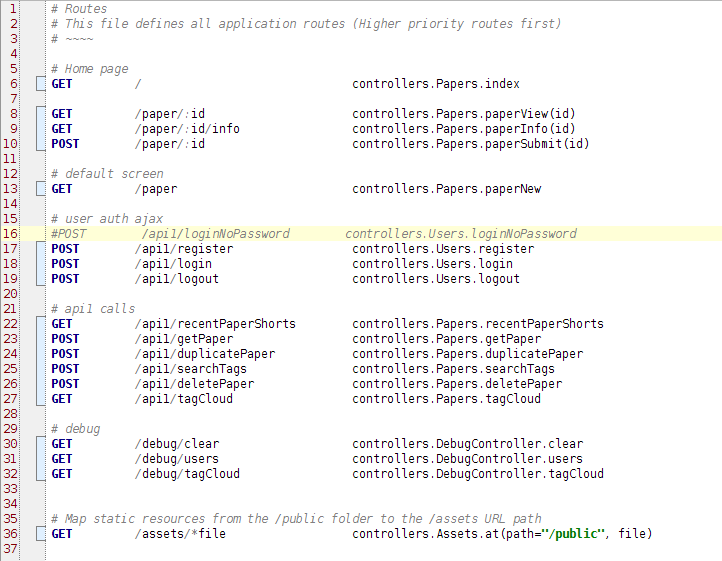 1 # Routes
2 # This file defines all application routes (Higher priority routes first)
3 # ~~~~
4
5 # Home page
6 GET / controllers.Papers.index
7
8 GET /paper/:id controllers.Papers.paperView(id)
9 GET /paper/:id/info controllers.Papers.paperInfo(id)
10 POST /paper/:id controllers.Papers.paperSubmit(id)
11
12 # default screen
13 GET /paper controllers.Papers.paperNew
14
15 # user auth ajax
16 #POST /api1/loginNoPassword controllers.Users.loginNoPassword
17 POST /api1/register controllers.Users.register
18 POST /api1/login controllers.Users.login
19 POST /api1/logout controllers.Users.logout
20
21 # api1 calls
22 GET /api1/recentPaperShorts controllers.Papers.recentPaperShorts
23 POST /api1/getPaper controllers.Papers.getPaper
24 POST /api1/duplicatePaper controllers.Papers.duplicatePaper
25 POST /api1/searchTags controllers.Papers.searchTags
26 POST /api1/deletePaper controllers.Papers.deletePaper
27 GET /api1/tagCloud controllers.Papers.tagCloud
28
29 # debug
30 GET /debug/clear controllers.DebugController.clear
31 GET /debug/users controllers.DebugController.users
32 GET /debug/tagCloud controllers.DebugController.tagCloud
33
34
35 # Map static resources from the /public folder to the /assets URL path
36 GET /assets/*file controllers.Assets.at(path="/public", file)
37